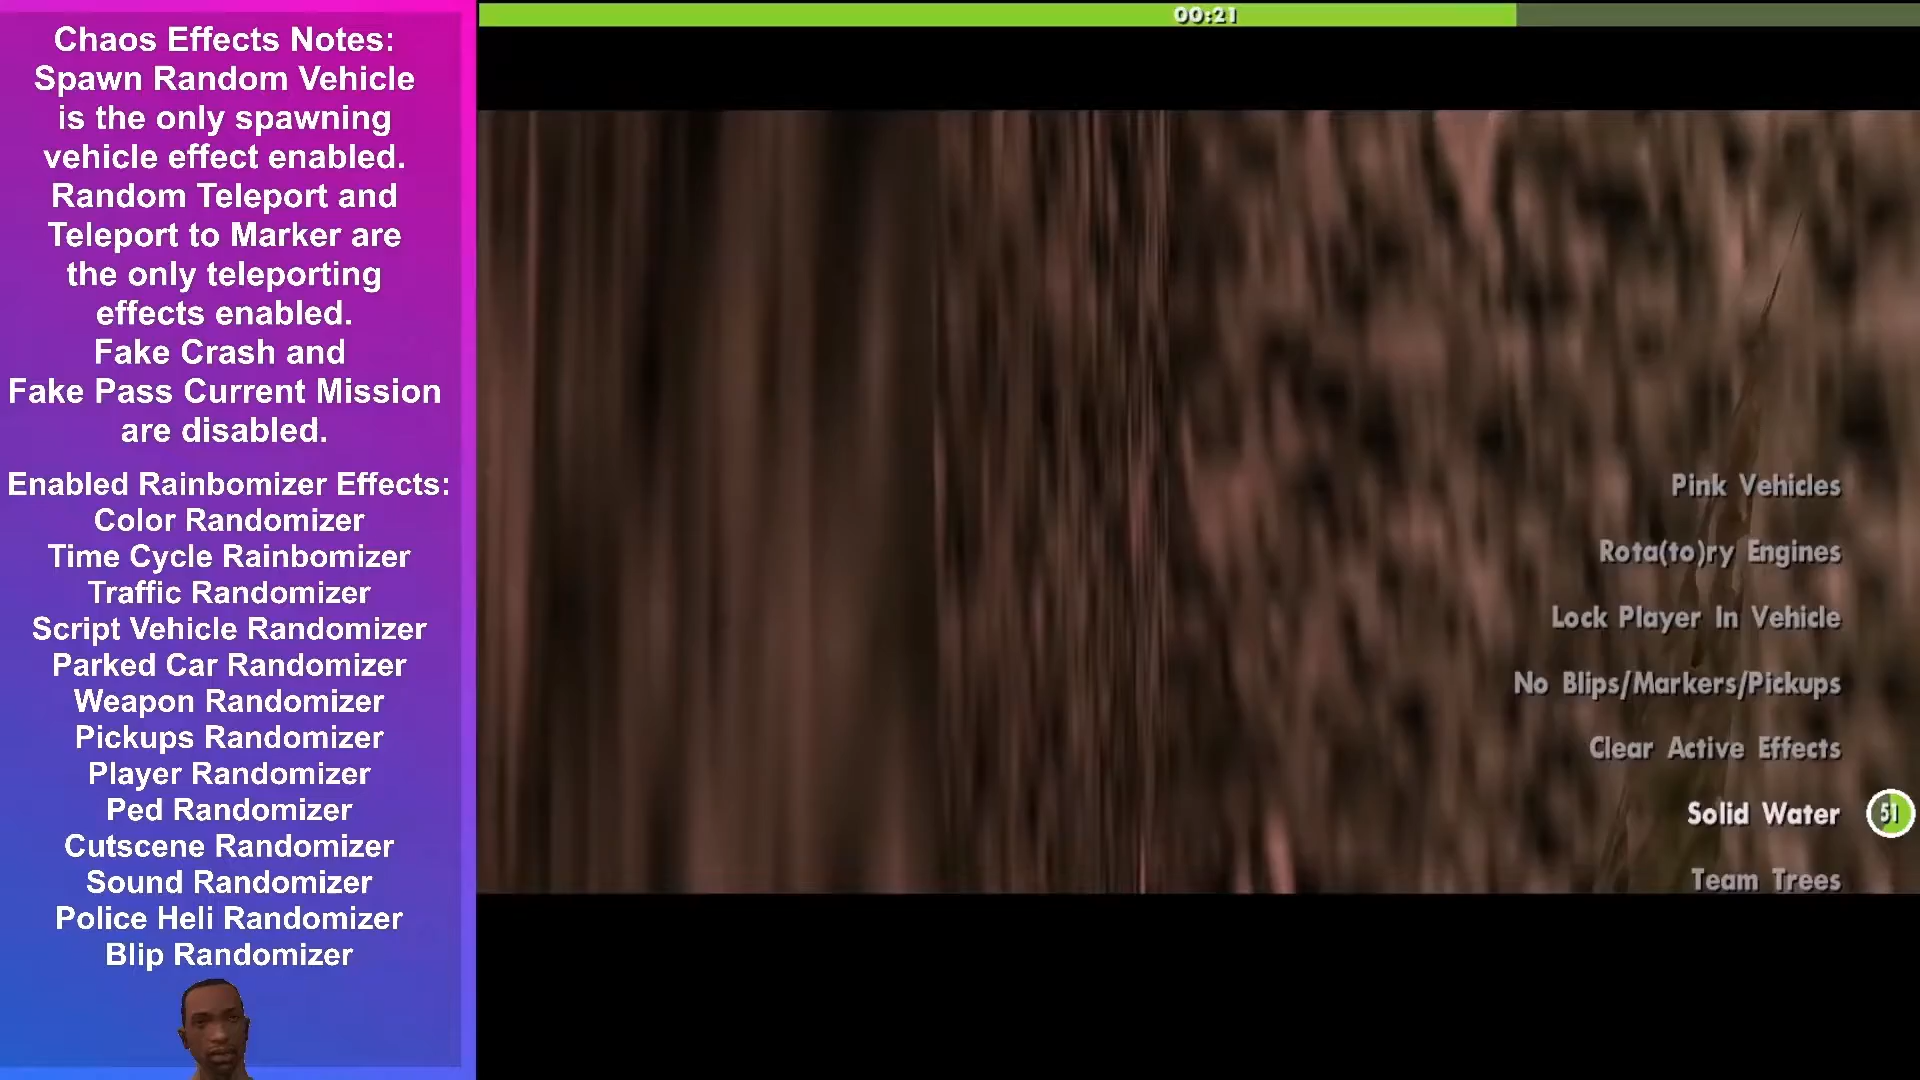 Chaos Effects Notes:
Spawn Random Vehicle
is the only spawning
vehicle effect enabled.
Random Teleport and
Teleport to Marker are
the only teleporting
effects enabled.
Fake Crash and
Fake Pass Current Mission
are disabled.
Enabled Rainbomizer Effects:
Color Randomizer
Time Cycle Rainbomizer
Traffic Randomizer
Script Vehicle Randomizer
Parked Car Randomizer
Weapon Randomizer
Pickups Randomizer
Player Randomizer
Ped Randomizer
Cutscene Randomizer
Sound Randomizer
Police Heli Randomizer
Blip Randomizer
00:21
Pink Vehicles
Rota(to)ry Engines
Lock Player In Vehicle
No Blips/Markers/Pickups
Clear Active Effects
Solid Water 51
Team Trees